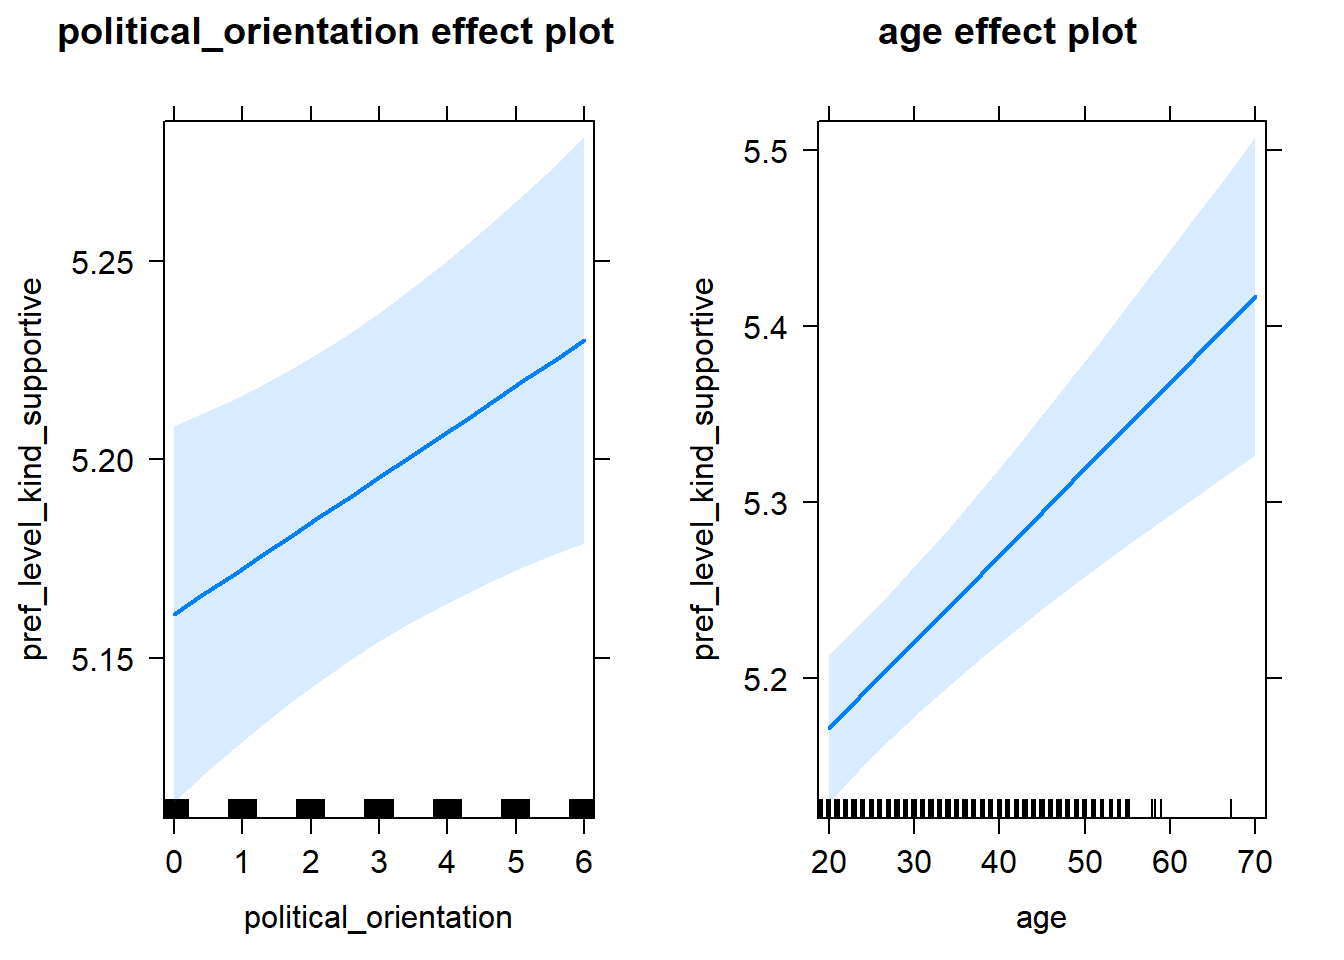 political_orientation effect plot
pref_level_kind_supportive
5.25
5.20
5.15
0 1 2 3 4 5 6
political_orientation
age effect plot
pref_level_kind_supportive
5.5
5.4
5.3
5.2
20 30 40 50 60 70
age